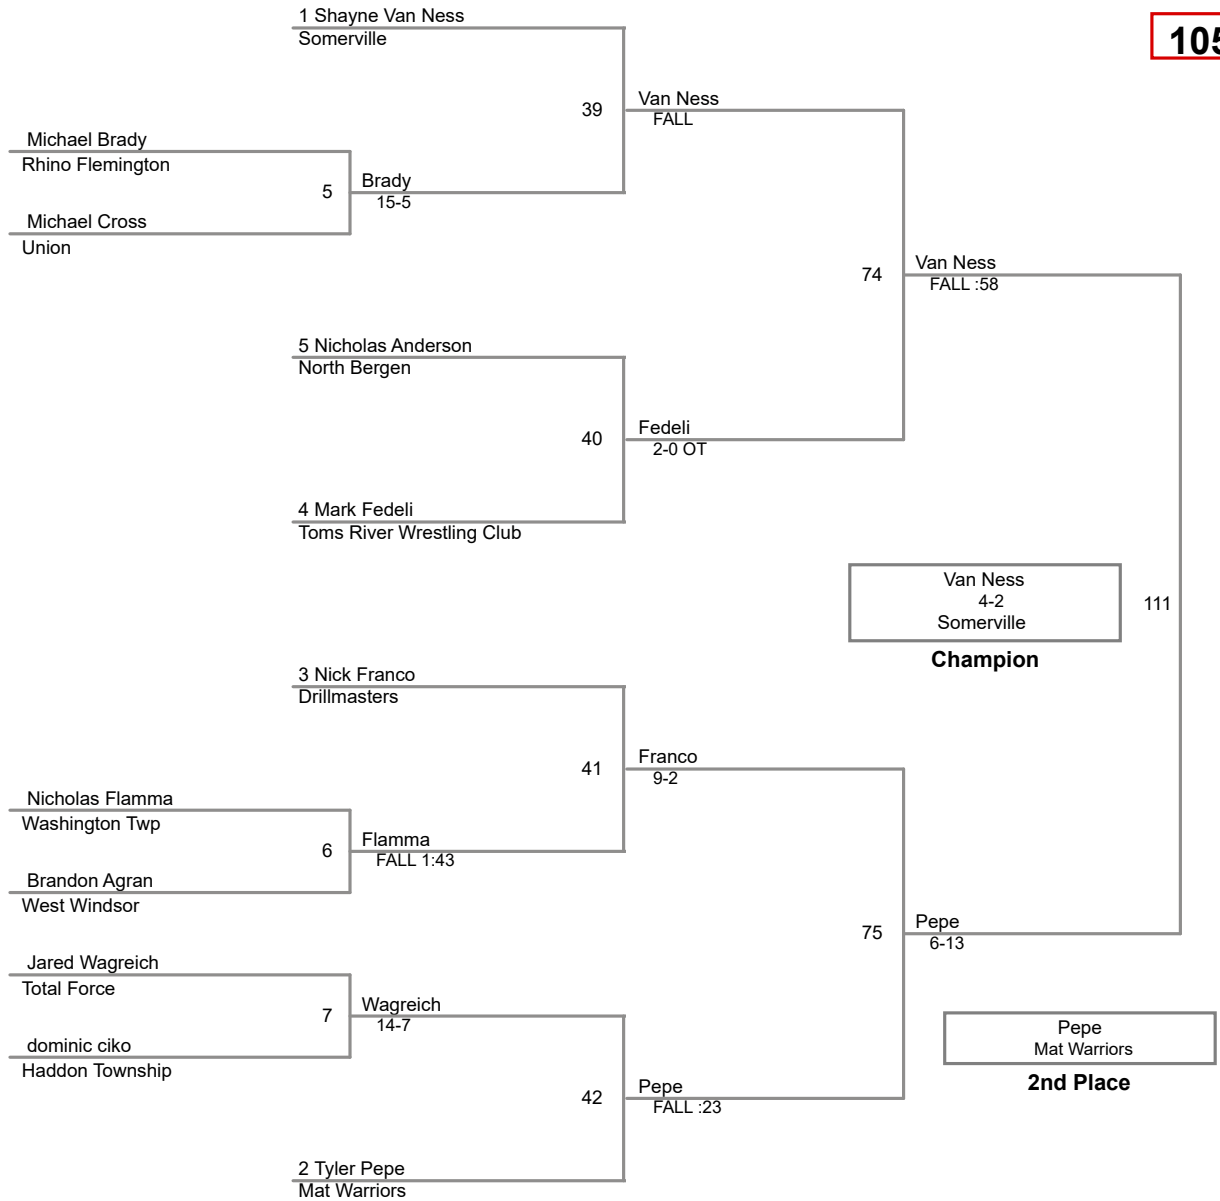 1 Shayne Van Ness
Somerville
105
39
Van Ness
FALL
Michael Brady
Rhino Flemington
5
Brady
15-5
Michael Cross
Union
74
Van Ness
FALL :58
5 Nicholas Anderson
North Bergen
40
Fedeli
2-0 OT
4 Mark Fedeli
Toms River Wrestling Club
Van Ness
4-2
Somerville
111
Champion
3 Nick Franco
Drillmasters
41
Franco
9-2
Nicholas Flamma
Washington Twp
6
Flamma
FALL 1:43
Brandon Agran
West Windsor
75
Pepe
6-13
Jared Wagreich
Total Force
7
Wagreich
14-7
dominic ciko
Haddon Township
Pepe
Mat Warriors
2nd Place
42
Pepe
FALL :23
2 Tyler Pepe
Mat Warriors